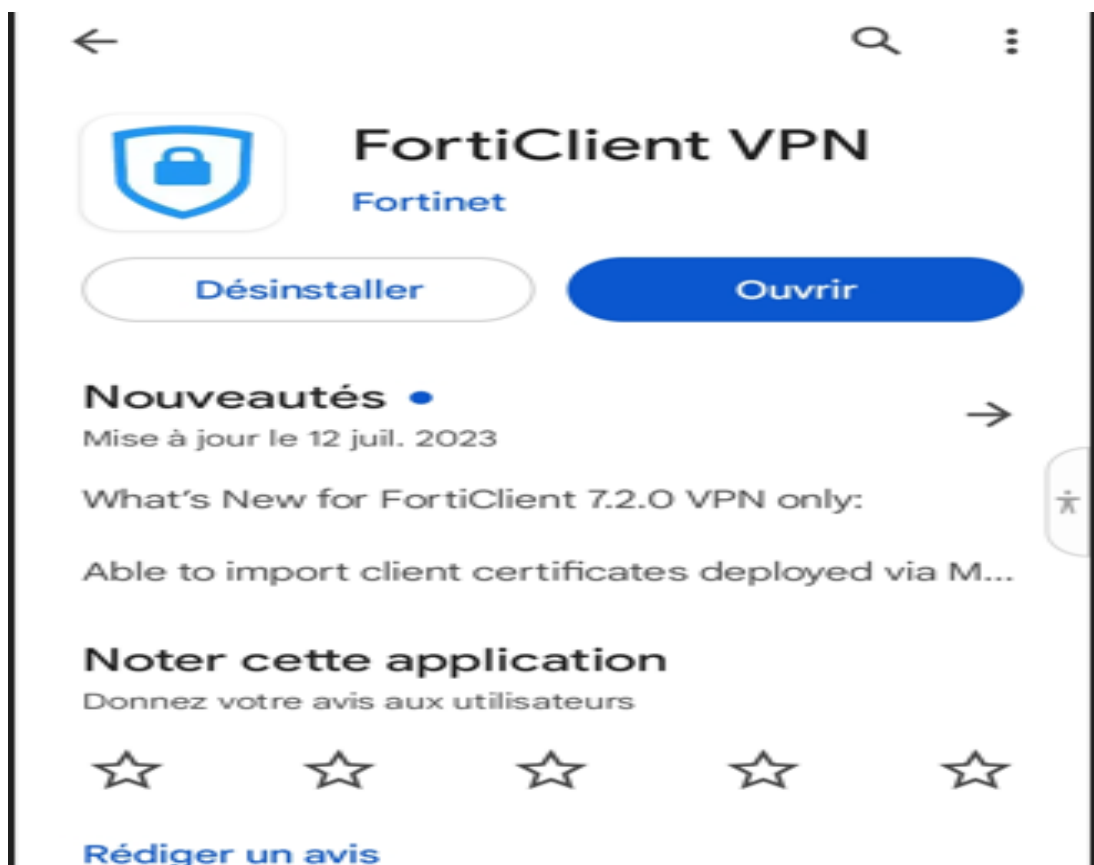 FortiClient VPN
Fortinet
Désinstaller
Ouvrir
Nouveautés
Mise à jour le 12 juil. 2023
What's New for FortiClient 7.2.0 VPN only:
Able to import client certificates deployed via M...
Noter cette application
Donnez votre avis aux utilisateurs
Rédiger un avis